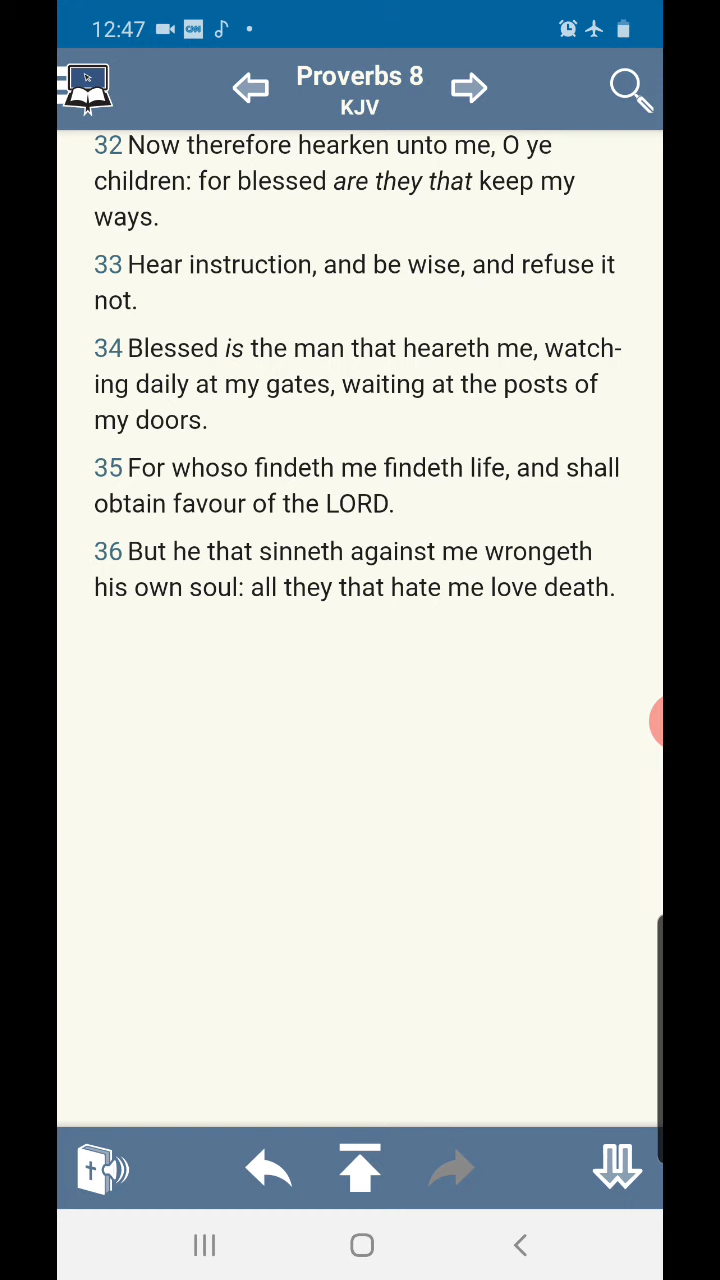 12:47
CNN
Proverbs 8
KJV
32 Now therefore hearken unto me, O ye
children: for blessed are they that keep my
ways.
33 Hear instruction, and be wise, and refuse it
not.
34 Blessed is the man that heareth me, watch-
ing daily at my gates, waiting at the posts of
my doors.
35 For whoso findeth me findeth life, and shall
obtain favour of the LORD.
36 But he that sinneth against me wrongeth
his own soul: all they that hate me love death.